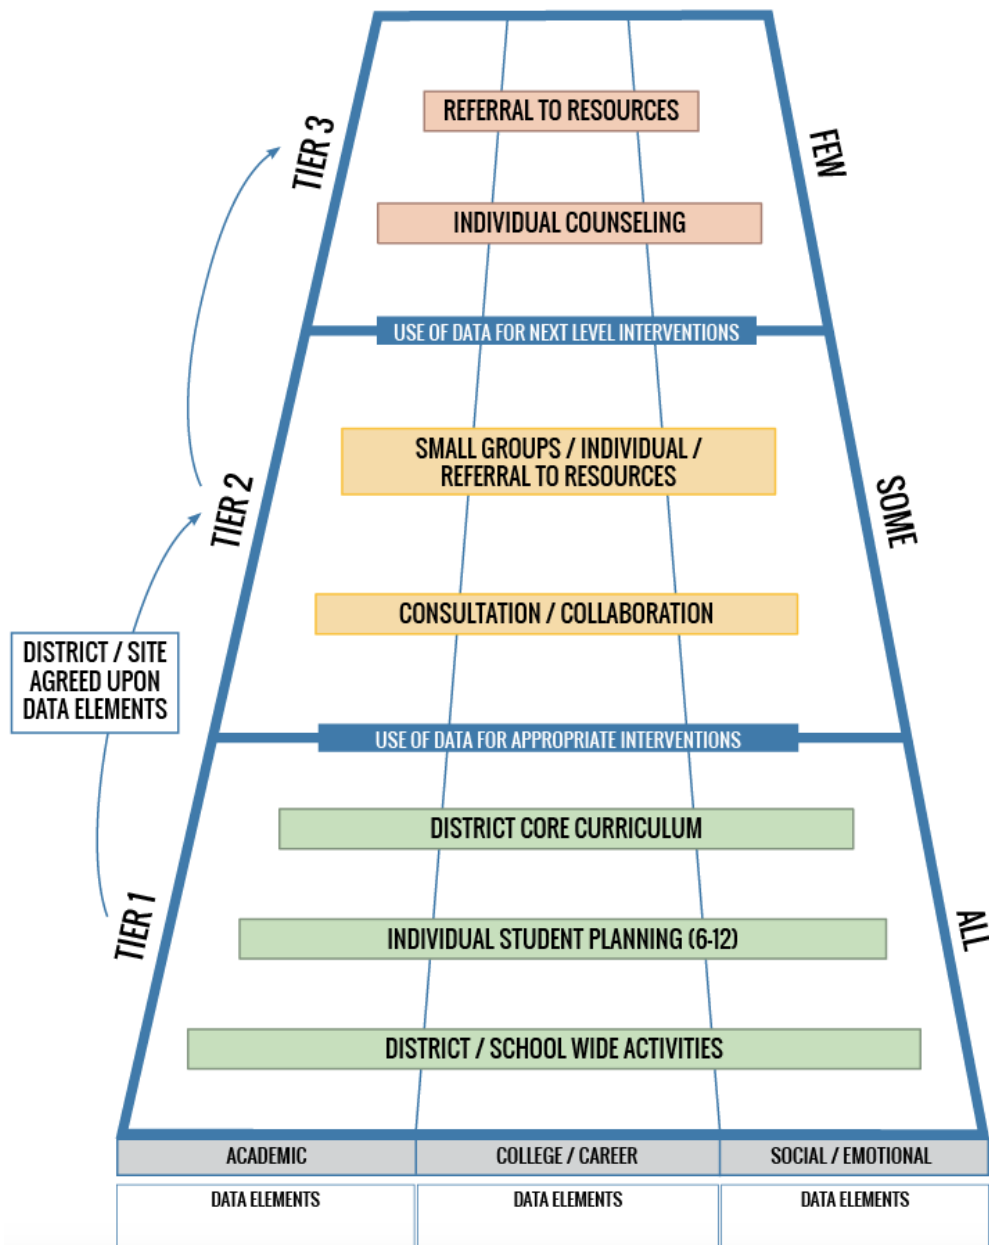 TIER 3
FEW
REFERRAL TO RESOURCES
INDIVIDUAL COUNSELING
USE OF DATA FOR NEXT LEVEL INTERVENTIONS
TIER 2
SOME
SMALL GROUPS / INDIVIDUAL /
REFERRAL TO RESOURCES
CONSULTATION / COLLABORATION
DISTRICT / SITE
AGREED UPON
DATA ELEMENTS
USE OF DATA FOR APPROPRIATE INTERVENTIONS
TIER 1
ALL
DISTRICT CORE CURRICULUM
INDIVIDUAL STUDENT PLANNING (6-12)
DISTRICT / SCHOOL WIDE ACTIVITIES
ACADEMIC
COLLEGE / CAREER
SOCIAL / EMOTIONAL
DATA ELEMENTS
DATA ELEMENTS
DATA ELEMENTS